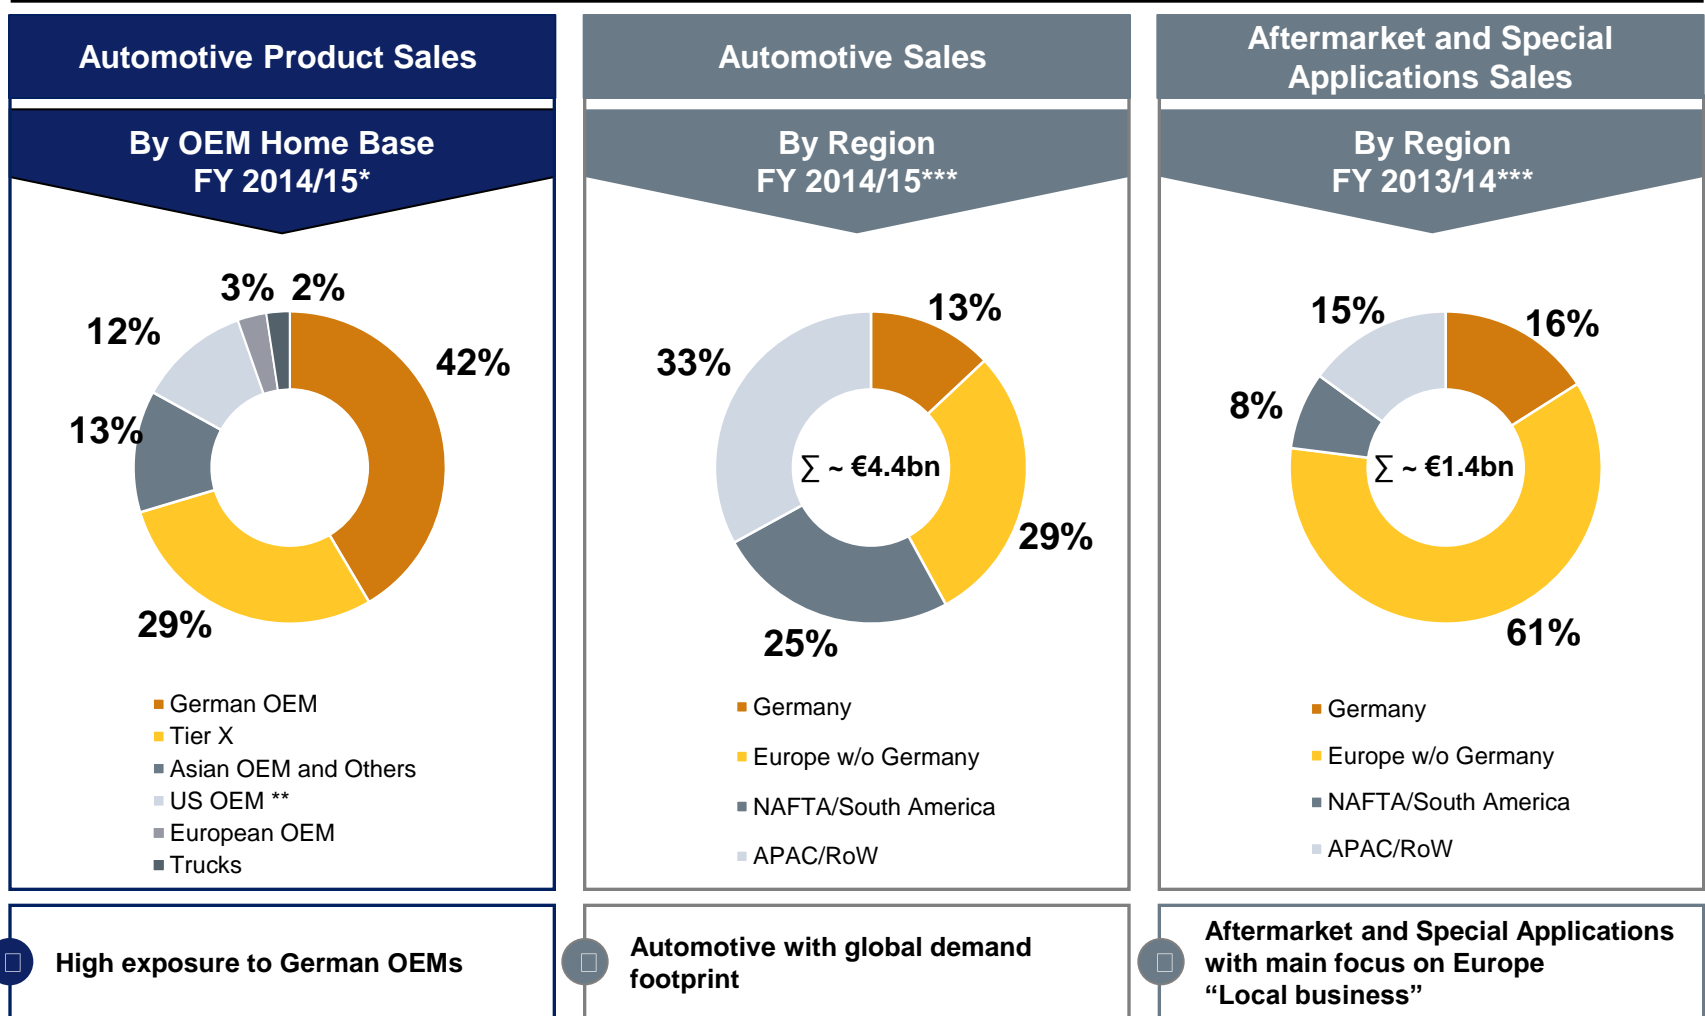 Automotive Product Sales
By OEM Home Base
FY 2014/15*
3% 2%
12%
42%
13%
29%
German OEM
Tier X
Asian OEM and Others
US OEM **
European OEM
Trucks
High exposure to German OEMs
Automotive Sales
By Region
FY 2014/15***
13%
33%
∑ ~ €4.4bn
29%
25%
Germany
Europe w/o Germany
NAFTA/South America
APAC/RoW
Automotive with global demand
footprint
Aftermarket and Special
Applications Sales
By Region
FY 2013/14***
15%
16%
8%
∑ ~ €1.4bn
61%
Germany
Europe w/o Germany
NAFTA/South America
APAC/RoW
Aftermarket and Special Applications
with main focus on Europe
“Local business”